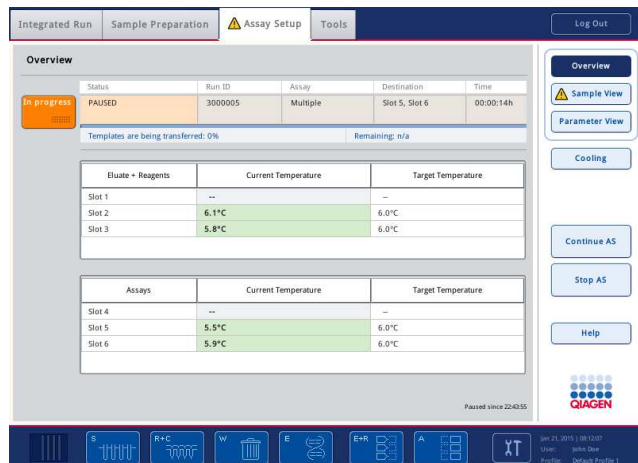 Integrated Run Sample Preparation Assay Setup Tools Log Out
Overview
Overview
Status Run ID Assay Destination Time
In progress PAUSED 3000005 Multiple Slot 5, Slot 6 00:00:14h
Sample View
Parameter View
Templates are being transferred: 0% Remaining: n/a
Cooling
Eluate + Reagents Current Temperature Target Temperature
Slot 1 -- --
Slot 2 6.1°C 6.0°C
Slot 3 5.8°C 6.0°C
Continue AS
Stop AS
Assays Current Temperature Target Temperature
Slot 4 -- --
Slot 5 5.5°C 6.0°C
Slot 6 5.9°C 6.0°C
Help
Paused since 22:43:55
QIAGEN
S R+C W E E+R A
Jan 21, 2015 | 08:12:07
User: John Doe
Profile: Default Profile 1